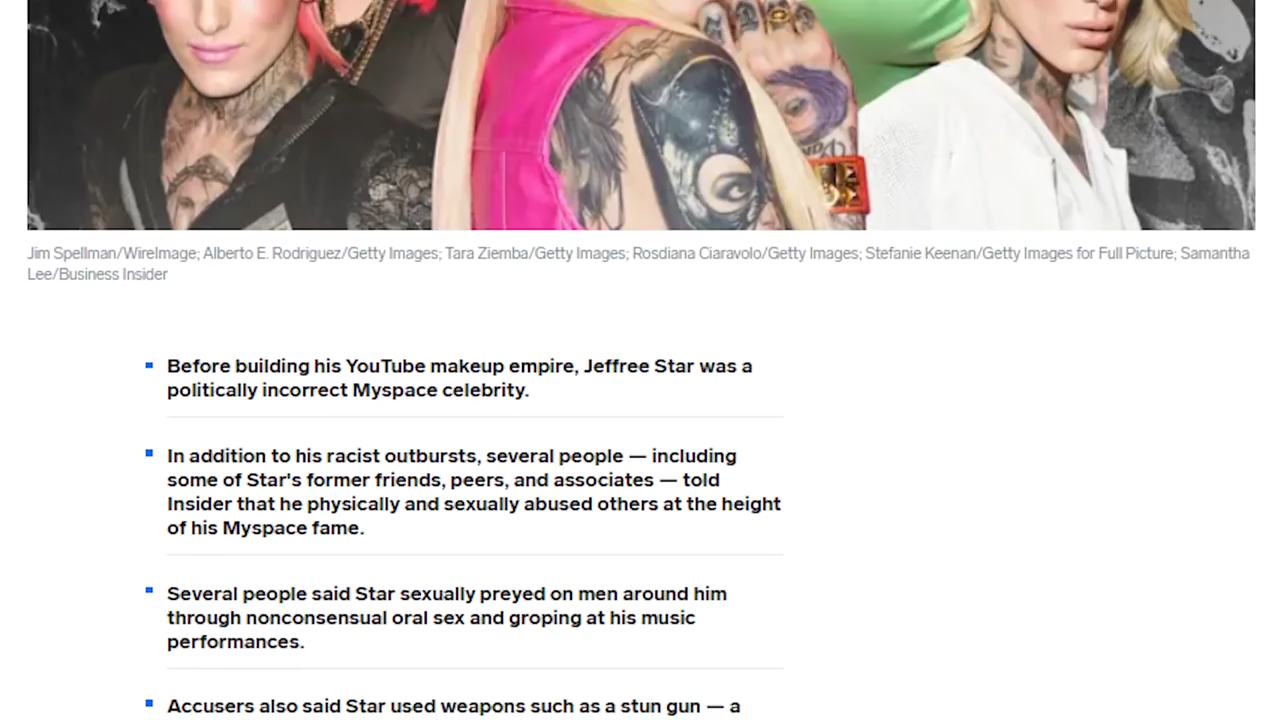 Jim Spellman/WireImage; Alberto E. Rodriguez/Getty Images; Tara Ziemba/Getty Images; Rosdiana Ciaravolo/Getty Images; Stefanie Keenan/Getty Images for Full Picture; Samantha
Lee/Business Insider
Before building his YouTube makeup empire, Jeffree Star was a
politically incorrect Myspace celebrity.
In addition to his racist outbursts, several people — including
some of Star's former friends, peers, and associates — told
Insider that he physically and sexually abused others at the height
of his Myspace fame.
Several people said Star sexually preyed on men around him
through nonconsensual oral sex and groping at his music
performances.
Accusers also said Star used weapons such as a stun gun — a